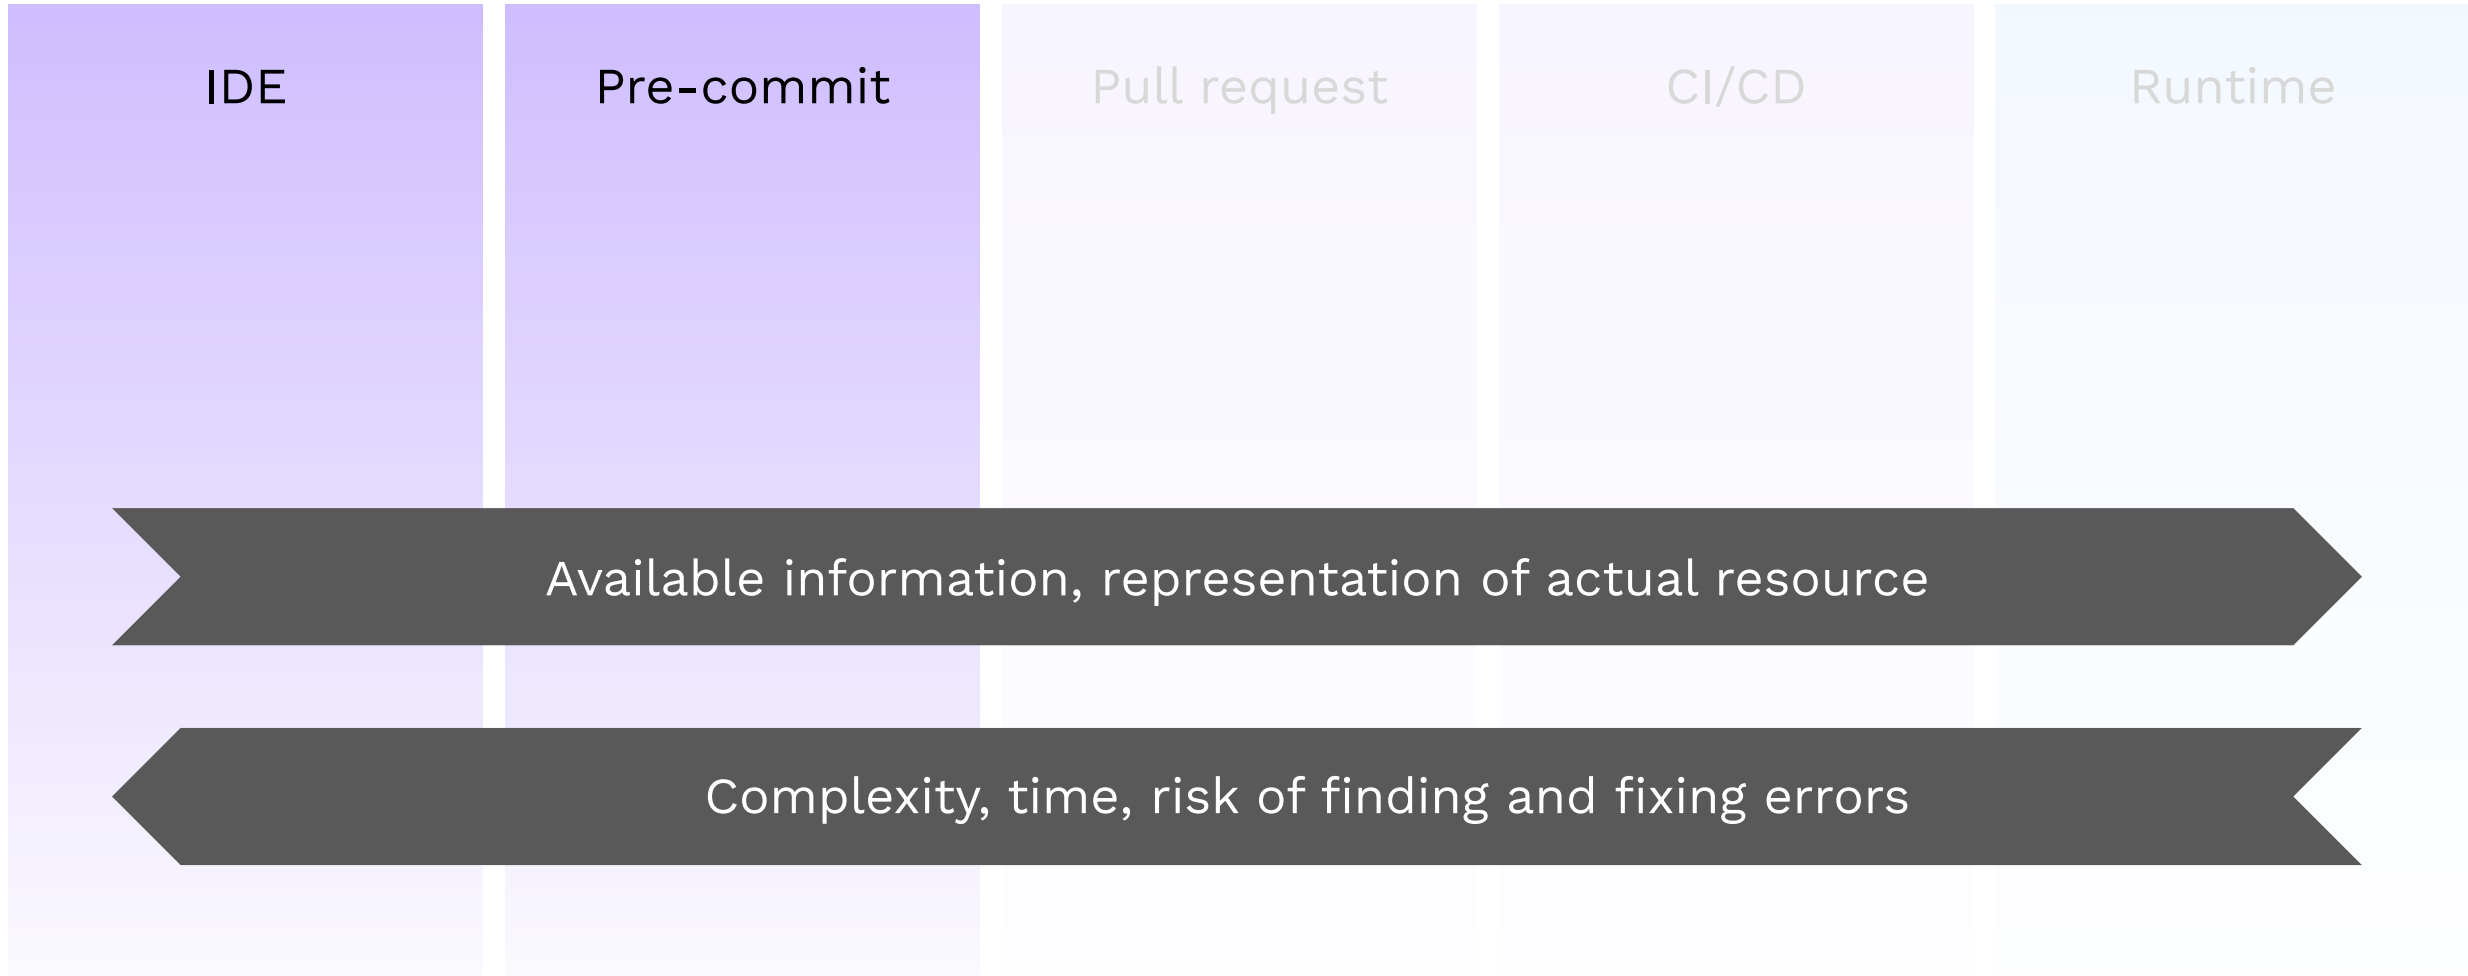 IDE
Pre-commit
Pull request
CI/CD
Runtime
Available information, representation of actual resource
Complexity, time, risk of finding and fixing errors